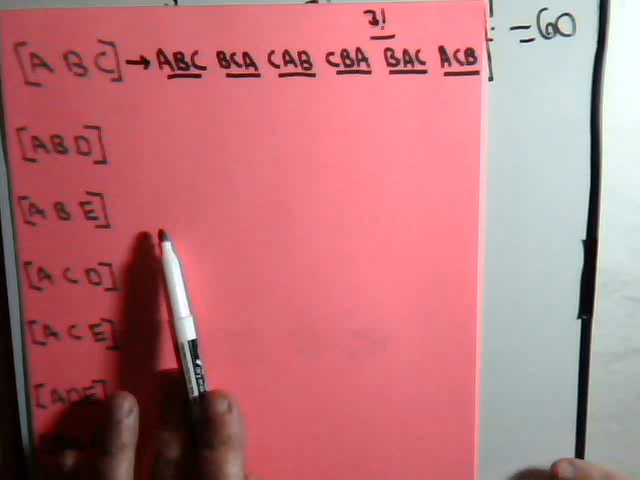 3!
= 60
[A B C] → ABC BCA CAB CBA BAC ACB
[A B D]
[A B E]
[A C D]
[A C E]
[A D E]